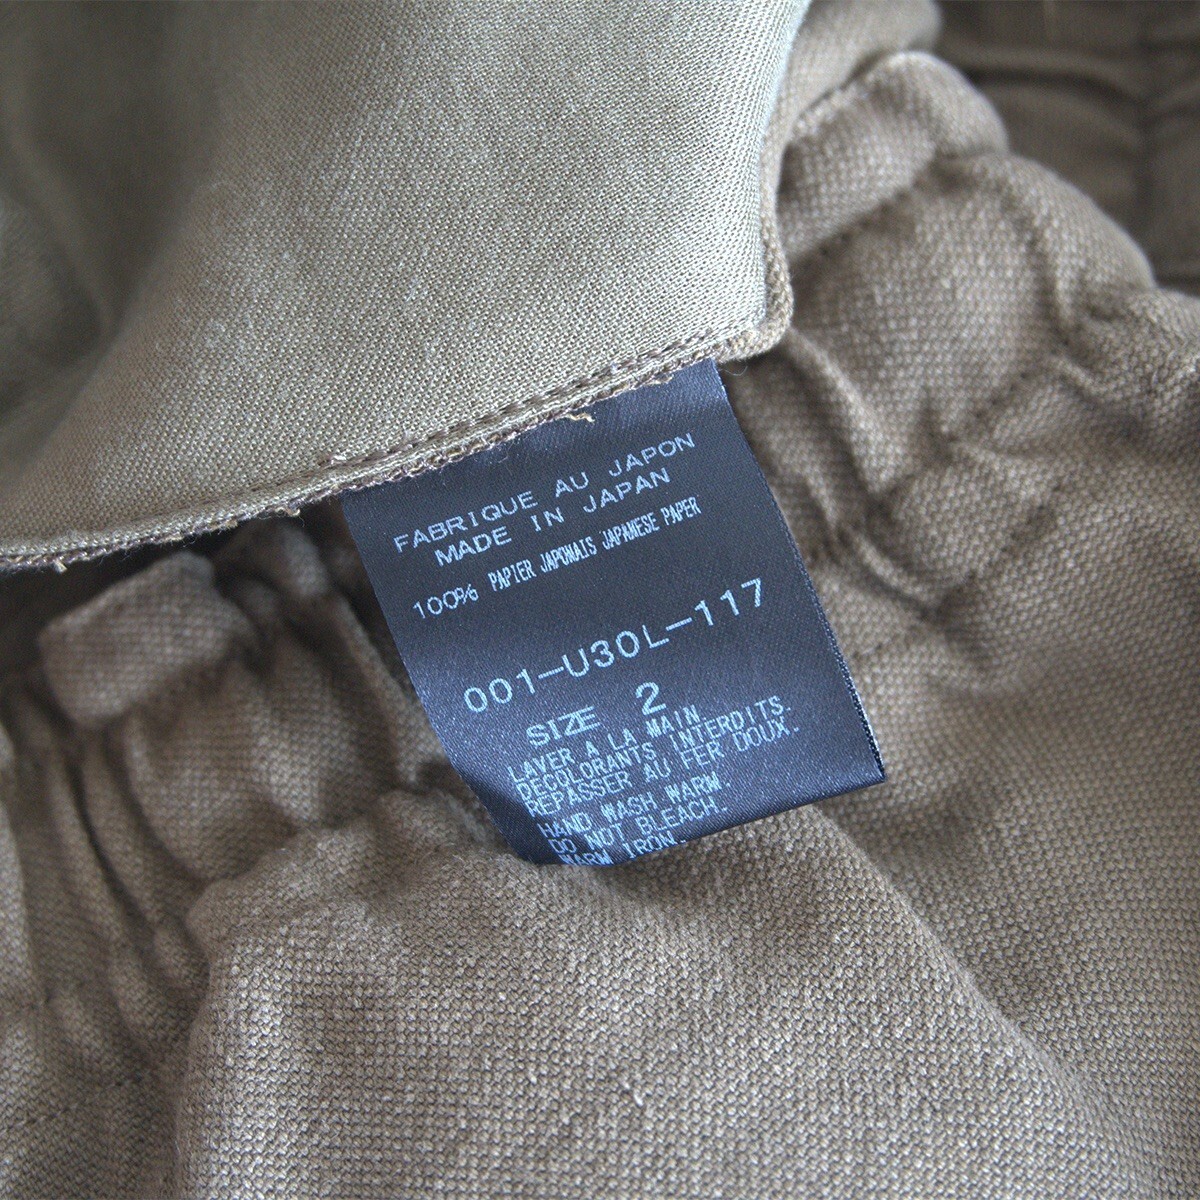 FABRIQUE AU JAPON
MADE IN JAPAN
100% PAPIER JAPONAIS JAPANESE PAPER
001-U30L-117
SIZE 2
LAVER A LA MAIN
DECOLORANTS INTERDITS.
REPASSER AU FER DOUX.
HAND WASH WARM.
DO NOT BLEACH.
WARM IRON.